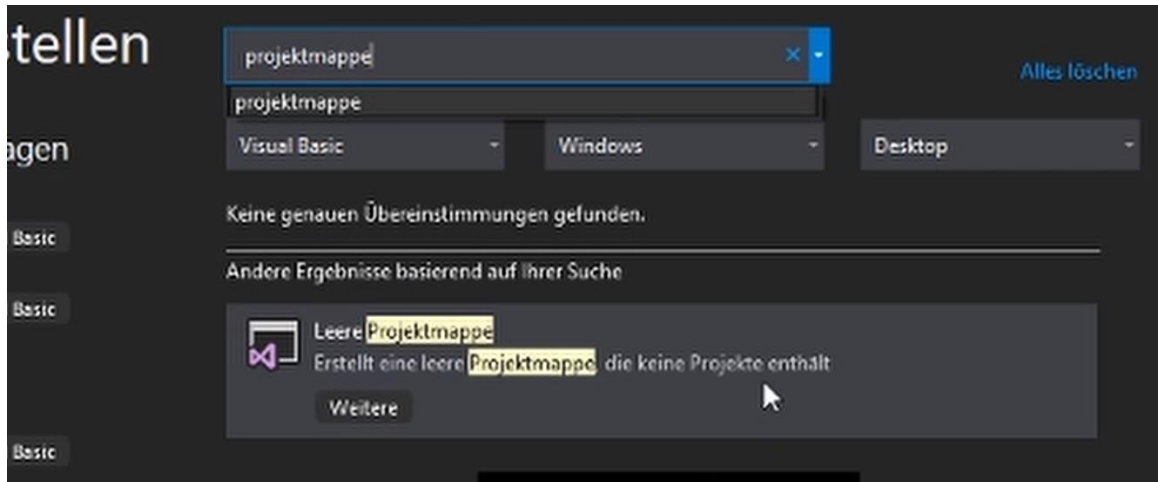 stellen
projektmappe
projektmappe
Alles löschen
agen
Visual Basic
Windows
Desktop
Keine genauen Übereinstimmungen gefunden.
Basic
Andere Ergebnisse basierend auf Ihrer Suche
Basic
Leere Projektmappe
Erstellt eine leere Projektmappe, die keine Projekte enthält
Weitere
Basic